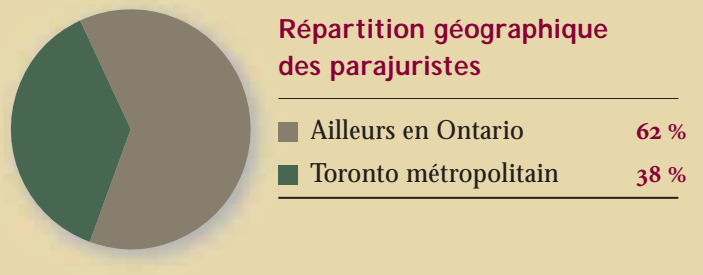 Répartition géographique
des parajuristes
Ailleurs en Ontario 62 %
Toronto métropolitain 38 %